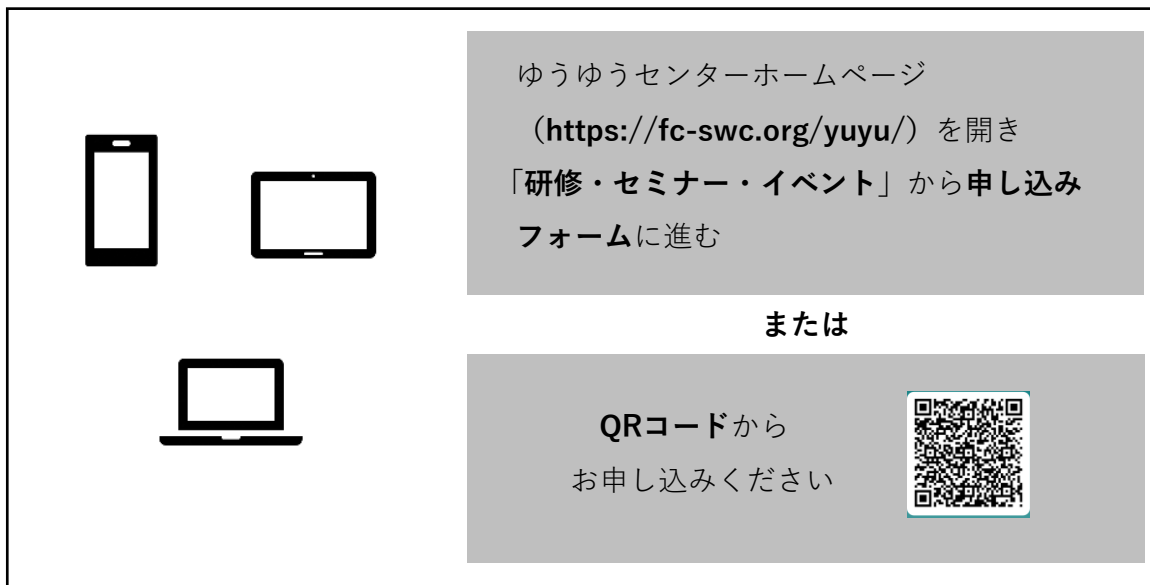 ゆうゆうセンターホームページ
（https://fc-swc.org/yuyu/）を開き
「研修・セミナー・イベント」から申し込み
フォームに進む
または
QRコードから
お申し込みください